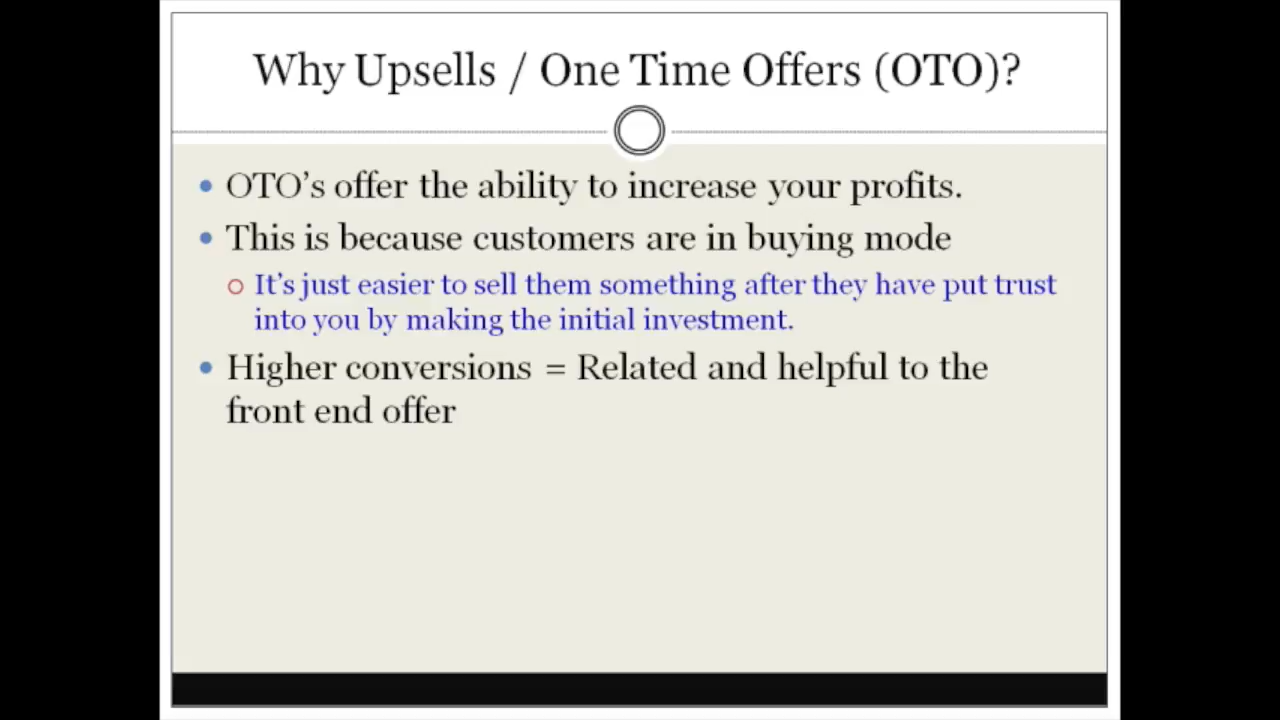 Why Upsells / One Time Offers (OTO)?
OTO's offer the ability to increase your profits.
This is because customers are in buying mode
It's just easier to sell them something after they have put trust
into you by making the initial investment.
Higher conversions = Related and helpful to the
front end offer